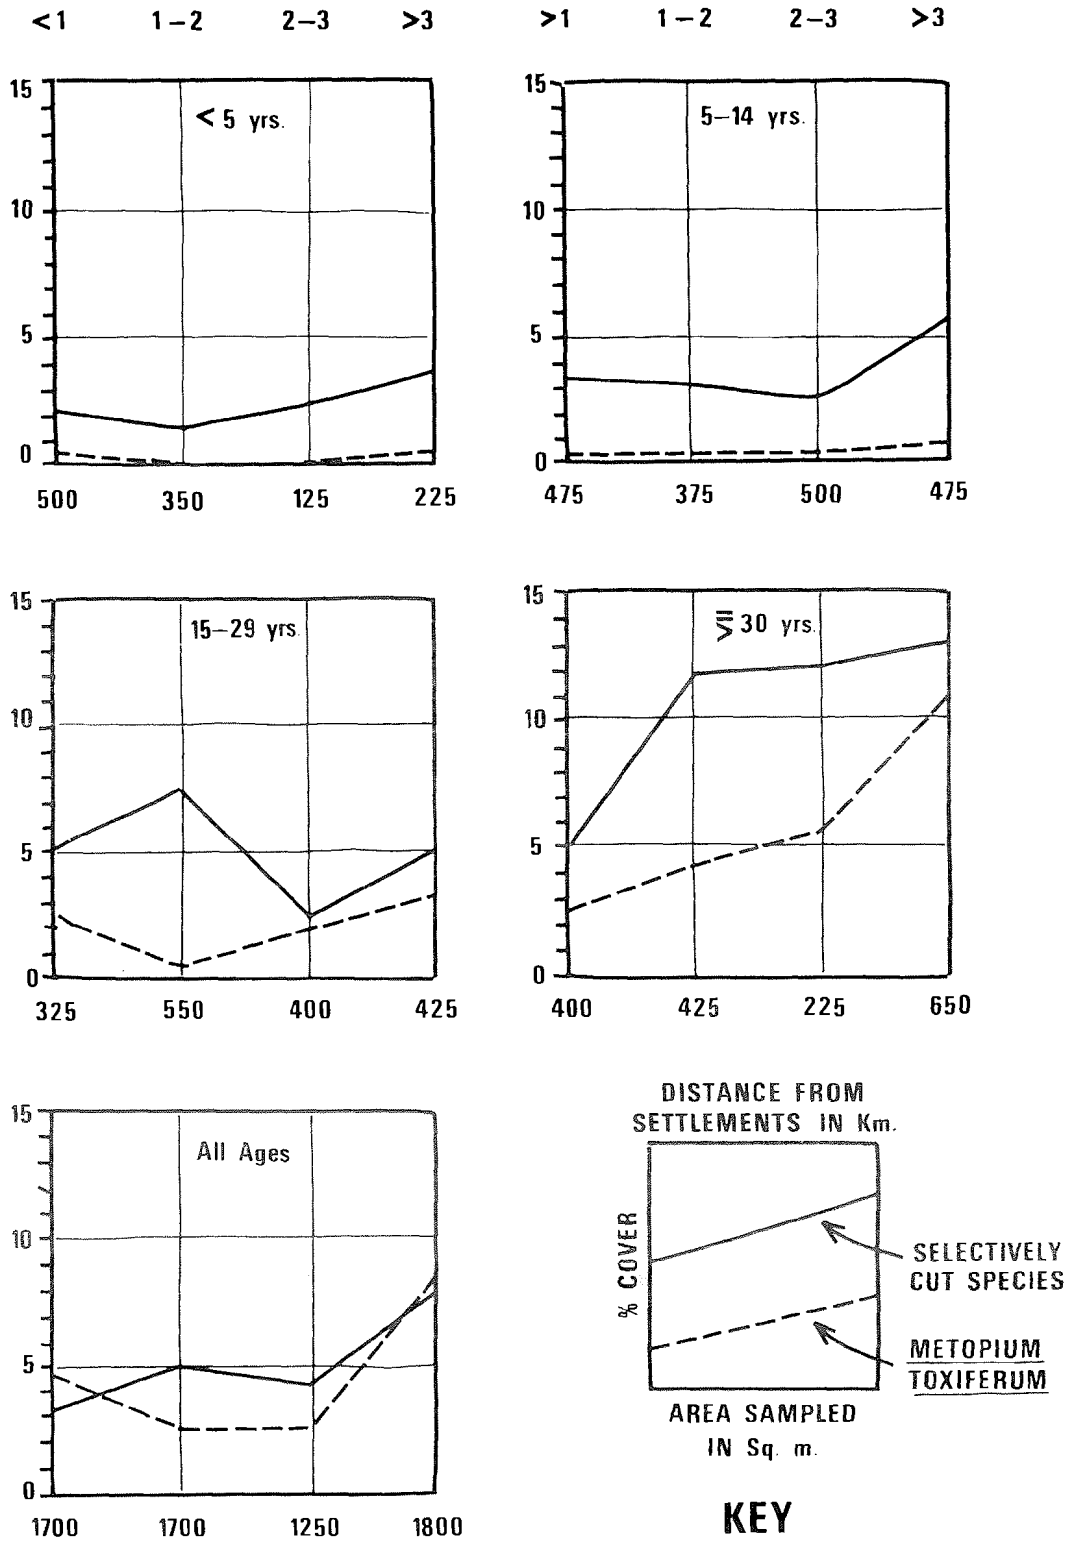 <1 1–2 2–3 >3
>1 1–2 2–3 >3
15
< 5 yrs.
10
5
0
500 350 125 225
15
5–14 yrs.
10
5
0
475 375 500 475
15
15–29 yrs.
10
5
0
325 550 400 425
15
≥ 30 yrs.
10
5
0
400 425 225 650
15
All Ages
10
5
0
1700 1700 1250 1800
DISTANCE FROM
SETTLEMENTS IN Km.
% COVER
SELECTIVELY
CUT SPECIES
METOPIUM
TOXIFERUM
AREA SAMPLED
IN Sq. m.
KEY